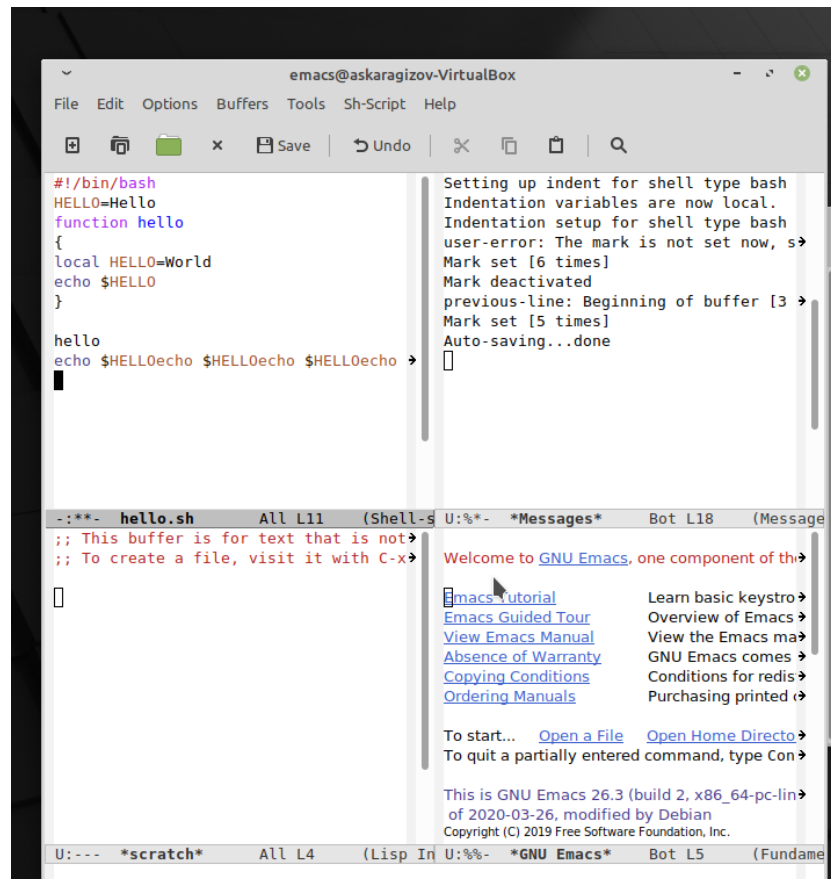 emacs@askaragizov-VirtualBox
File Edit Options Buffers Tools Sh-Script Help
Save Undo
#!/bin/bash
HELLO=Hello
function hello
{
local HELLO=World
echo $HELLO
}
hello
echo $HELLOecho $HELLOecho $HELLOecho
-:**- hello.sh All L11 (Shell-s
Setting up indent for shell type bash
Indentation variables are now local.
Indentation setup for shell type bash
user-error: The mark is not set now, s
Mark set [6 times]
Mark deactivated
previous-line: Beginning of buffer [3
Mark set [5 times]
Auto-saving...done
U:%*- *Messages* Bot L18 (Message
;; This buffer is for text that is not
;; To create a file, visit it with C-x
U:--- *scratch* All L4 (Lisp In
Welcome to GNU Emacs, one component of the
Emacs Tutorial Learn basic keystro
Emacs Guided Tour Overview of Emacs
View Emacs Manual View the Emacs ma
Absence of Warranty GNU Emacs comes
Copying Conditions Conditions for redis
Ordering Manuals Purchasing printed
To start... Open a File Open Home Directo
To quit a partially entered command, type Con
This is GNU Emacs 26.3 (build 2, x86_64-pc-lin
of 2020-03-26, modified by Debian
Copyright (C) 2019 Free Software Foundation, Inc.
U:%%- *GNU Emacs* Bot L5 (Fundame